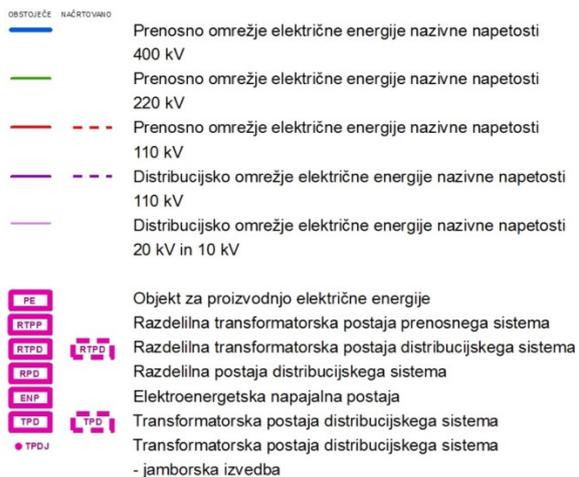 OBSTOJEČE NAČRTOVANO
Prenosno omrežje električne energije nazivne napetosti
400 kV
Prenosno omrežje električne energije nazivne napetosti
220 kV
Prenosno omrežje električne energije nazivne napetosti
110 kV
Distribucijsko omrežje električne energije nazivne napetosti
110 kV
Distribucijsko omrežje električne energije nazivne napetosti
20 kV in 10 kV
PE Objekt za proizvodnjo električne energije
RTPP Razdelilna transformatorska postaja prenosnega sistema
RTPD RTPD Razdelilna transformatorska postaja distribucijskega sistema
RPD Razdelilna postaja distribucijskega sistema
ENP Elektroenergetska napajalna postaja
TPD TPD Transformatorska postaja distribucijskega sistema
TPDJ Transformatorska postaja distribucijskega sistema
- jamborska izvedba